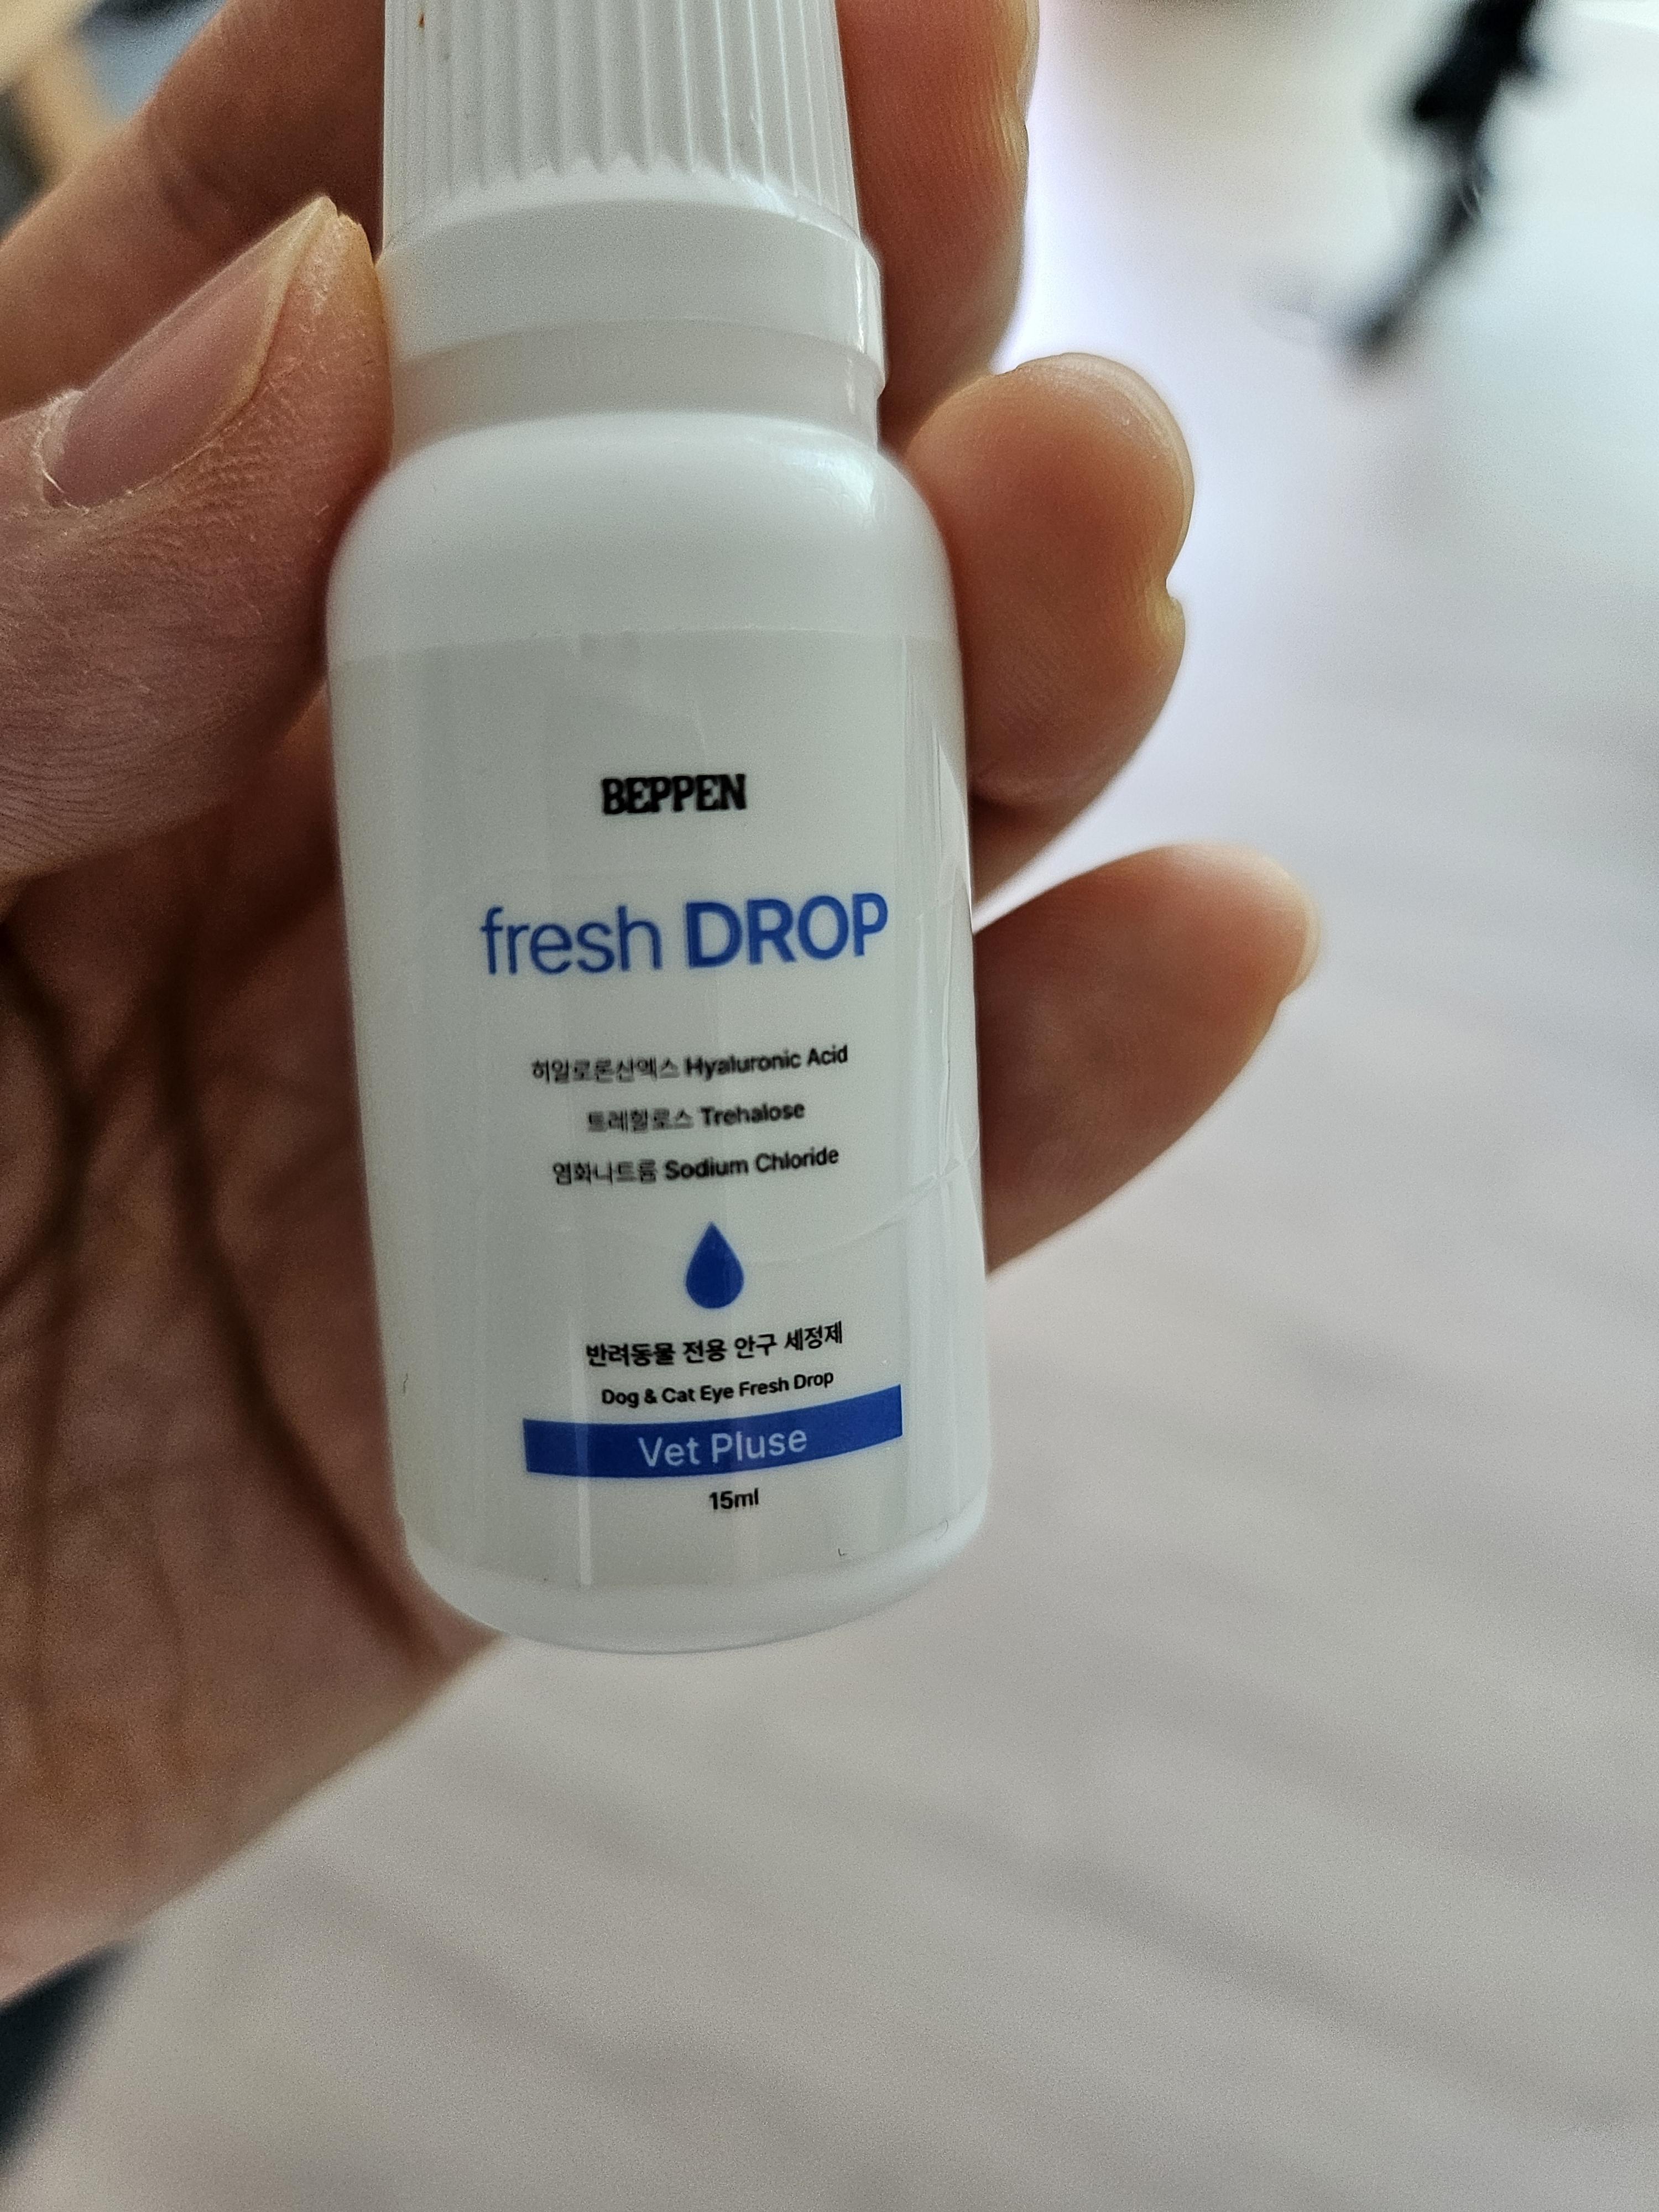 BEPPEN
fresh DROP
히알로론산엑스 Hyaluronic Acid
트레할로스 Trehalose
염화나트륨 Sodium Chloride
반려동물 전용 안구 세정제
Dog & Cat Eye Fresh Drop
Vet Pluse
15ml